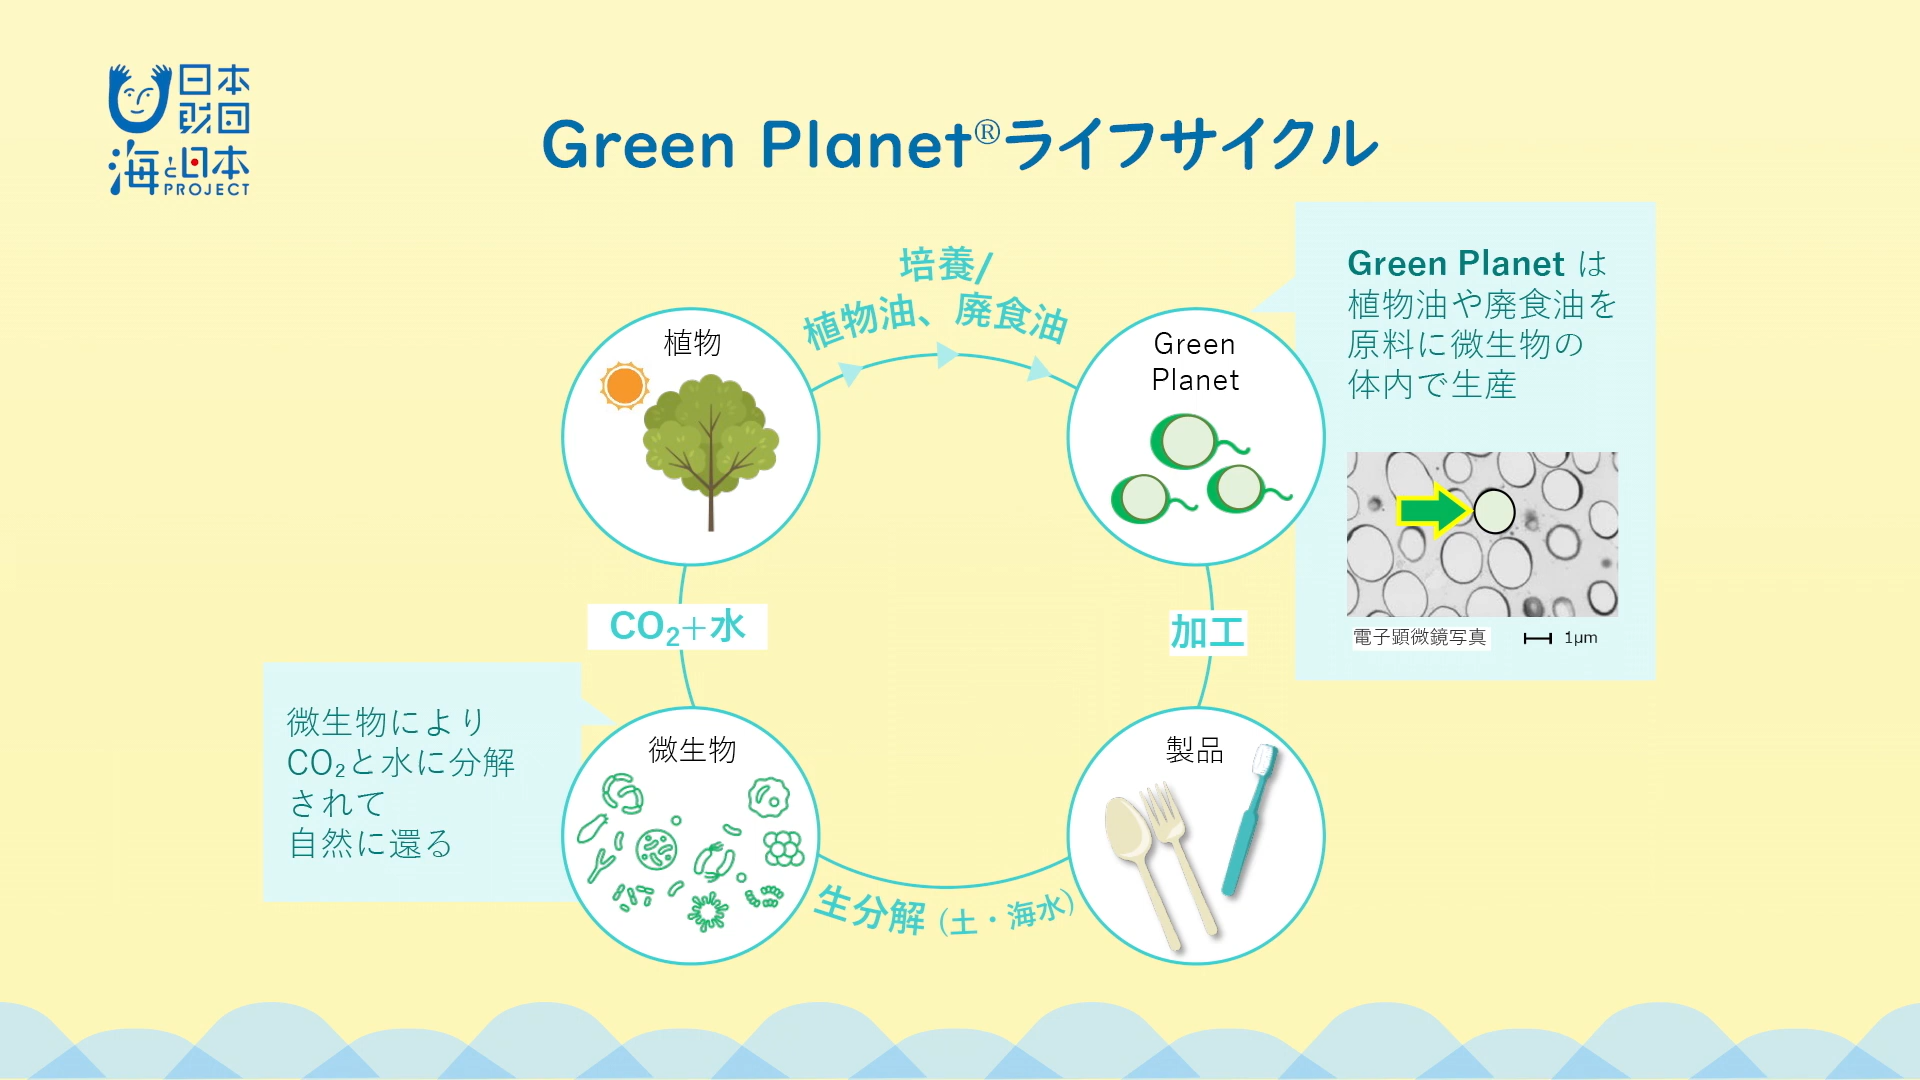 日本
財団
海と日本
PROJECT
Green Planet®ライフサイクル
培養/
植物油、廃食油
植物
Green
Planet
Green Planet は
植物油や廃食油を
原料に微生物の
体内で生産
電子顕微鏡写真 1μm
CO₂+水
加工
微生物により
CO₂と水に分解
されて
自然に還る
微生物
製品
生分解（土・海水）